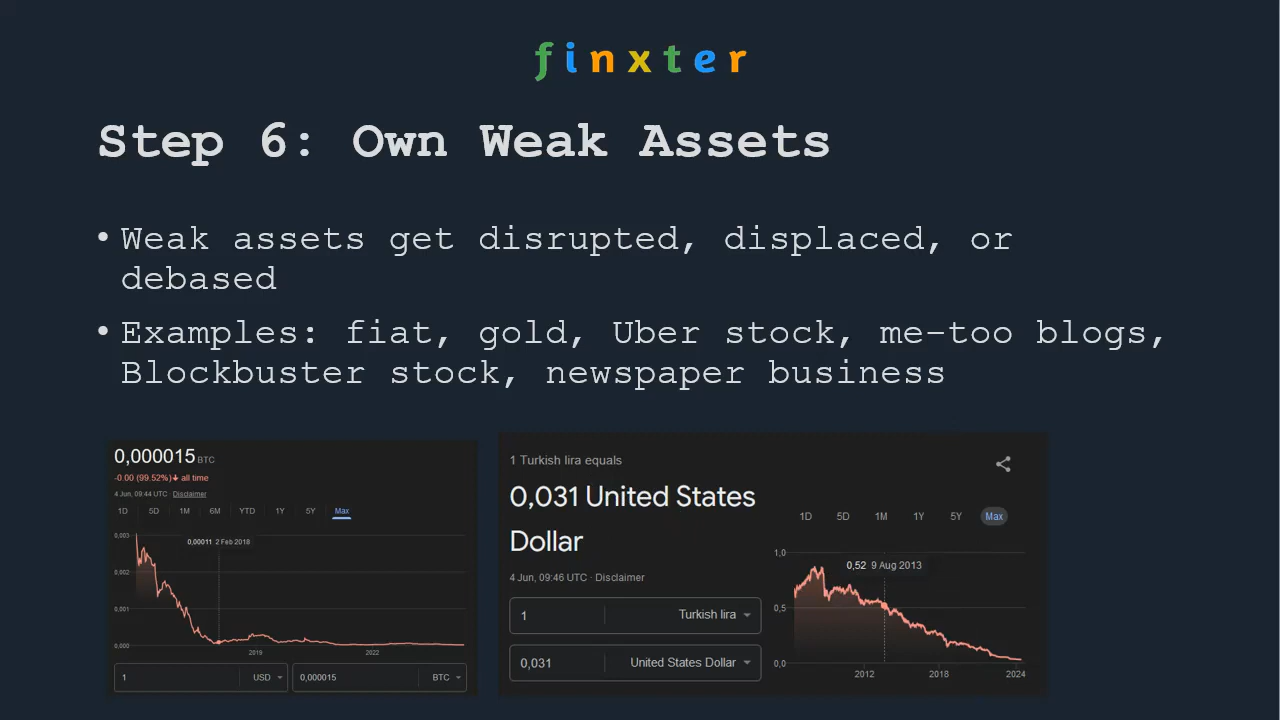 finxter
Step 6: Own Weak Assets
• Weak assets get disrupted, displaced, or
debased
• Examples: fiat, gold, Uber stock, me-too blogs,
Blockbuster stock, newspaper business
0,000015 BTC
-0.00 (99.52%)↓ all time
4 Jun, 09:44 UTC Disclaimer
1D 5D 1M 6M YTD 1Y 5Y Max
0,003
0,00011 2 Feb 2018
0,002
0,001
0,000
2019 2022
1 USD 0,000015 BTC
1 Turkish lira equals
0,031 United States
Dollar
4 Jun, 09:46 UTC · Disclaimer
1 Turkish lira
0,031 United States Dollar
1D 5D 1M 1Y 5Y Max
1,0
0,52 9 Aug 2013
0,5
0,0
2012 2018 2024